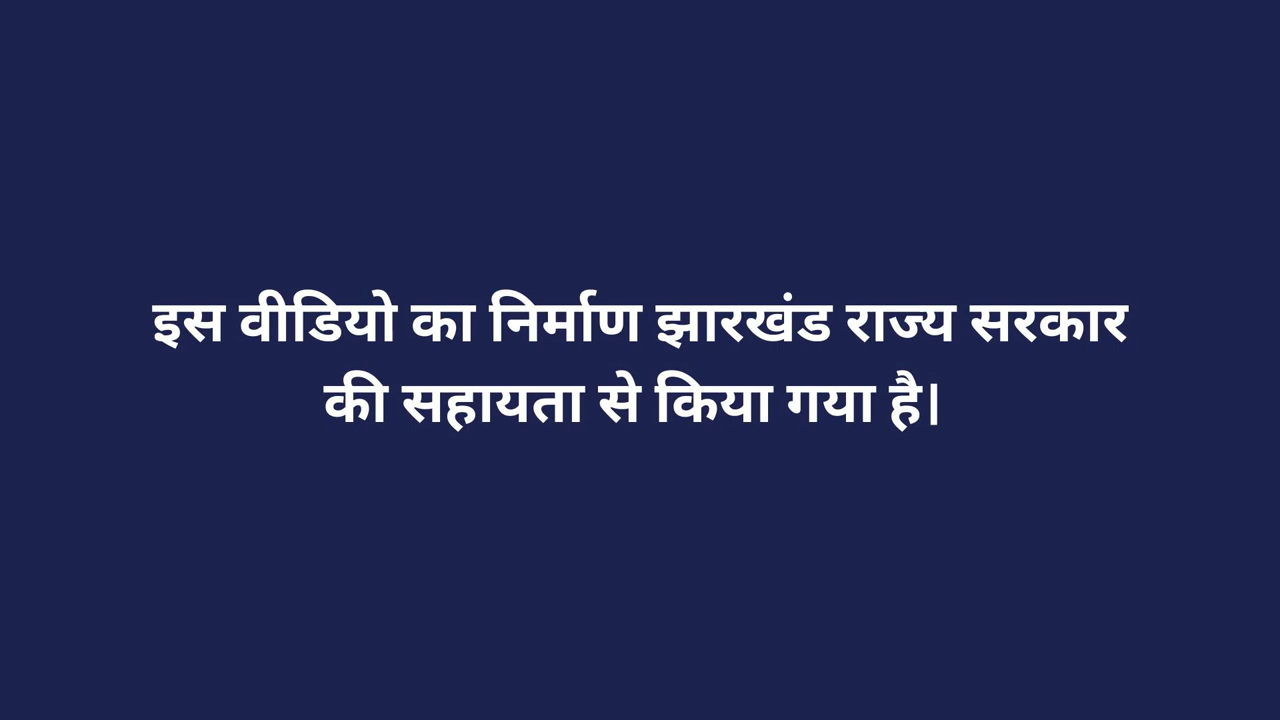 इस वीडियो का निर्माण झारखंड राज्य सरकार
की सहायता से किया गया है।